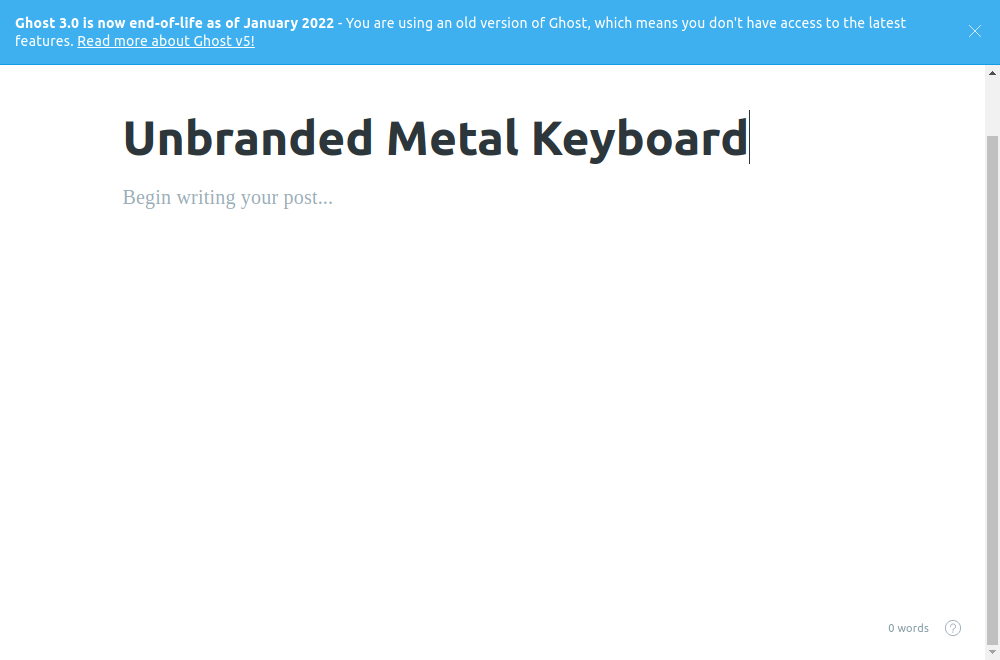 Ghost 3.0 is now end-of-life as of January 2022 - You are using an old version of Ghost, which means you don't have access to the latest
features. Read more about Ghost v5!
Unbranded Metal Keyboard
Begin writing your post...
0 words
?